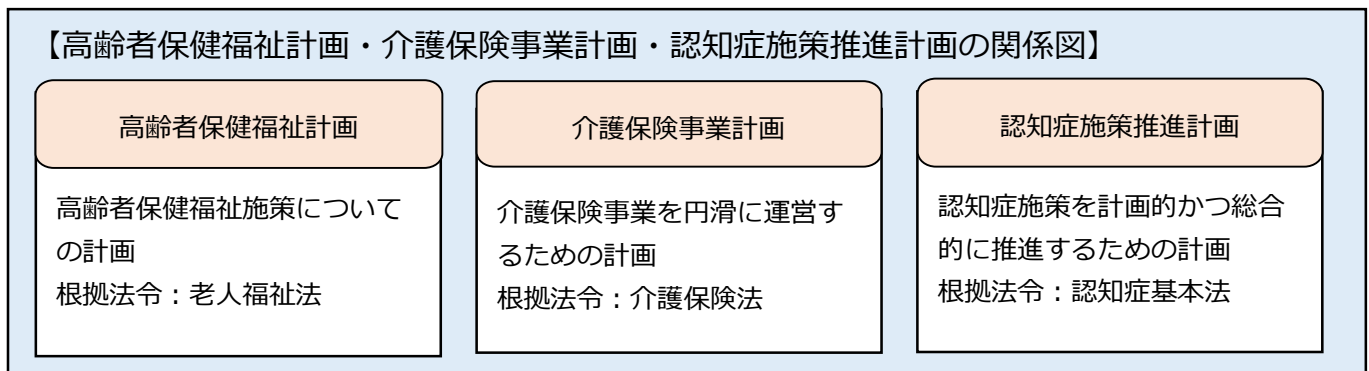 【高齢者保健福祉計画・介護保険事業計画・認知症施策推進計画の関係図】
高齢者保健福祉計画
高齢者保健福祉施策について
の計画
根拠法令：老人福祉法
介護保険事業計画
介護保険事業を円滑に運営す
るための計画
根拠法令：介護保険法
認知症施策推進計画
認知症施策を計画的かつ総合
的に推進するための計画
根拠法令：認知症基本法